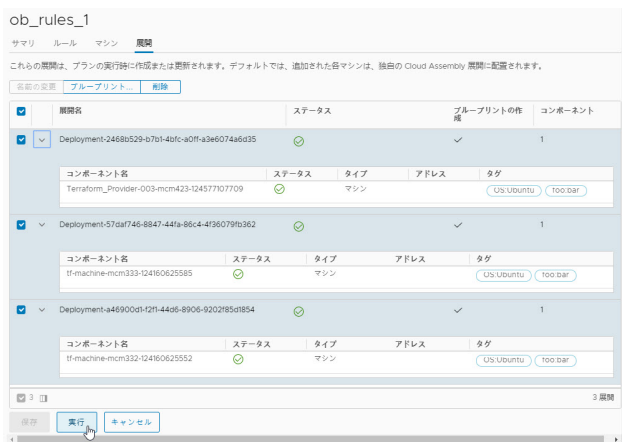 ob_rules_1
サマリ ルール マシン 展開
これらの展開は、プランの実行時に作成または更新されます。デフォルトでは、追加された各マシンは、独自の Cloud Assembly 展開に配置されます。
名前の変更 ブループリント... 削除
展開名 ステータス ブループリントの作成 コンポーネント
Deployment-2468b529-b7b1-4bfc-a0ff-a3e6074a6d35 1
コンポーネント名 ステータス タイプ アドレス タグ
Terraform_Provider-003-mcm423-124577107709 マシン OS:Ubuntu foo:bar
Deployment-57daf746-8847-44fa-86c4-4f36079fb362 1
コンポーネント名 ステータス タイプ アドレス タグ
tf-machine-mcm333-124160625585 マシン OS:Ubuntu foo:bar
Deployment-a46900d1-f2f1-44d6-8906-9202f85d1854 1
コンポーネント名 ステータス タイプ アドレス タグ
tf-machine-mcm332-124160625552 マシン OS:Ubuntu foo:bar
3 3 展開
保存 実行 キャンセル